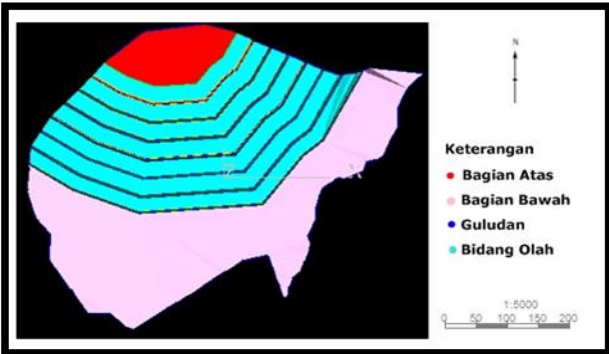 N
Keterangan
Bagian Atas
Bagian Bawah
Guludan
Bidang Olah
Z X
1:5000
0 50 100 150 200